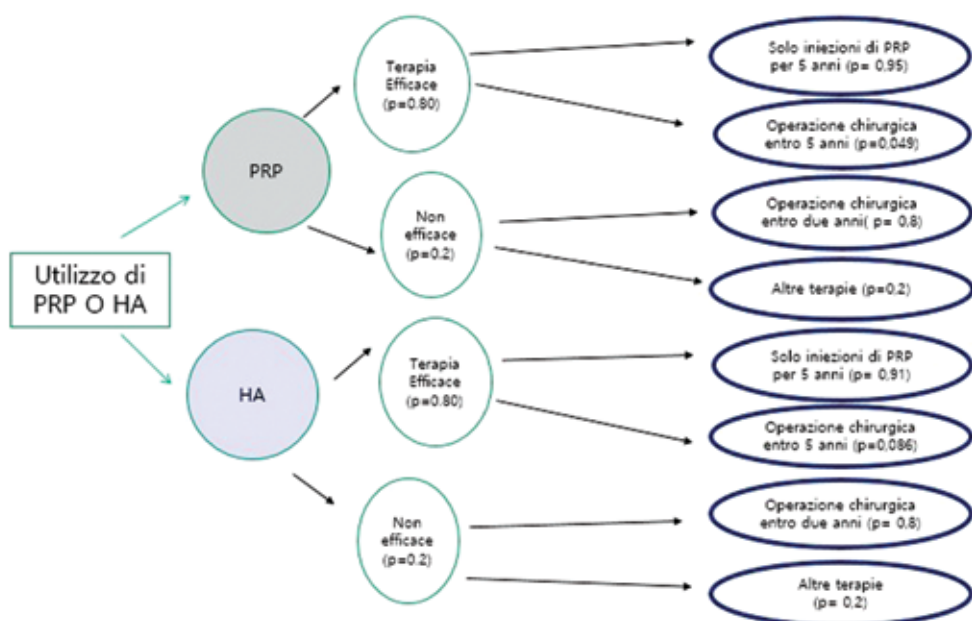 Utilizzo di
PRP O HA
PRP
Terapia
Efficace
(p=0.80)
Solo iniezioni di PRP
per 5 anni (p= 0,95)
Operazione chirurgica
entro 5 anni (p=0,049)
Non
efficace
(p=0.2)
Operazione chirurgica
entro due anni( p= 0,8)
Altre terapie (p=0,2)
HA
Terapia
Efficace
(p=0.80)
Solo iniezioni di PRP
per 5 anni (p= 0,91)
Operazione chirurgica
entro 5 anni (p=0,086)
Non
efficace
(p=0.2)
Operazione chirurgica
entro due anni (p= 0,8)
Altre terapie
(p= 0,2)